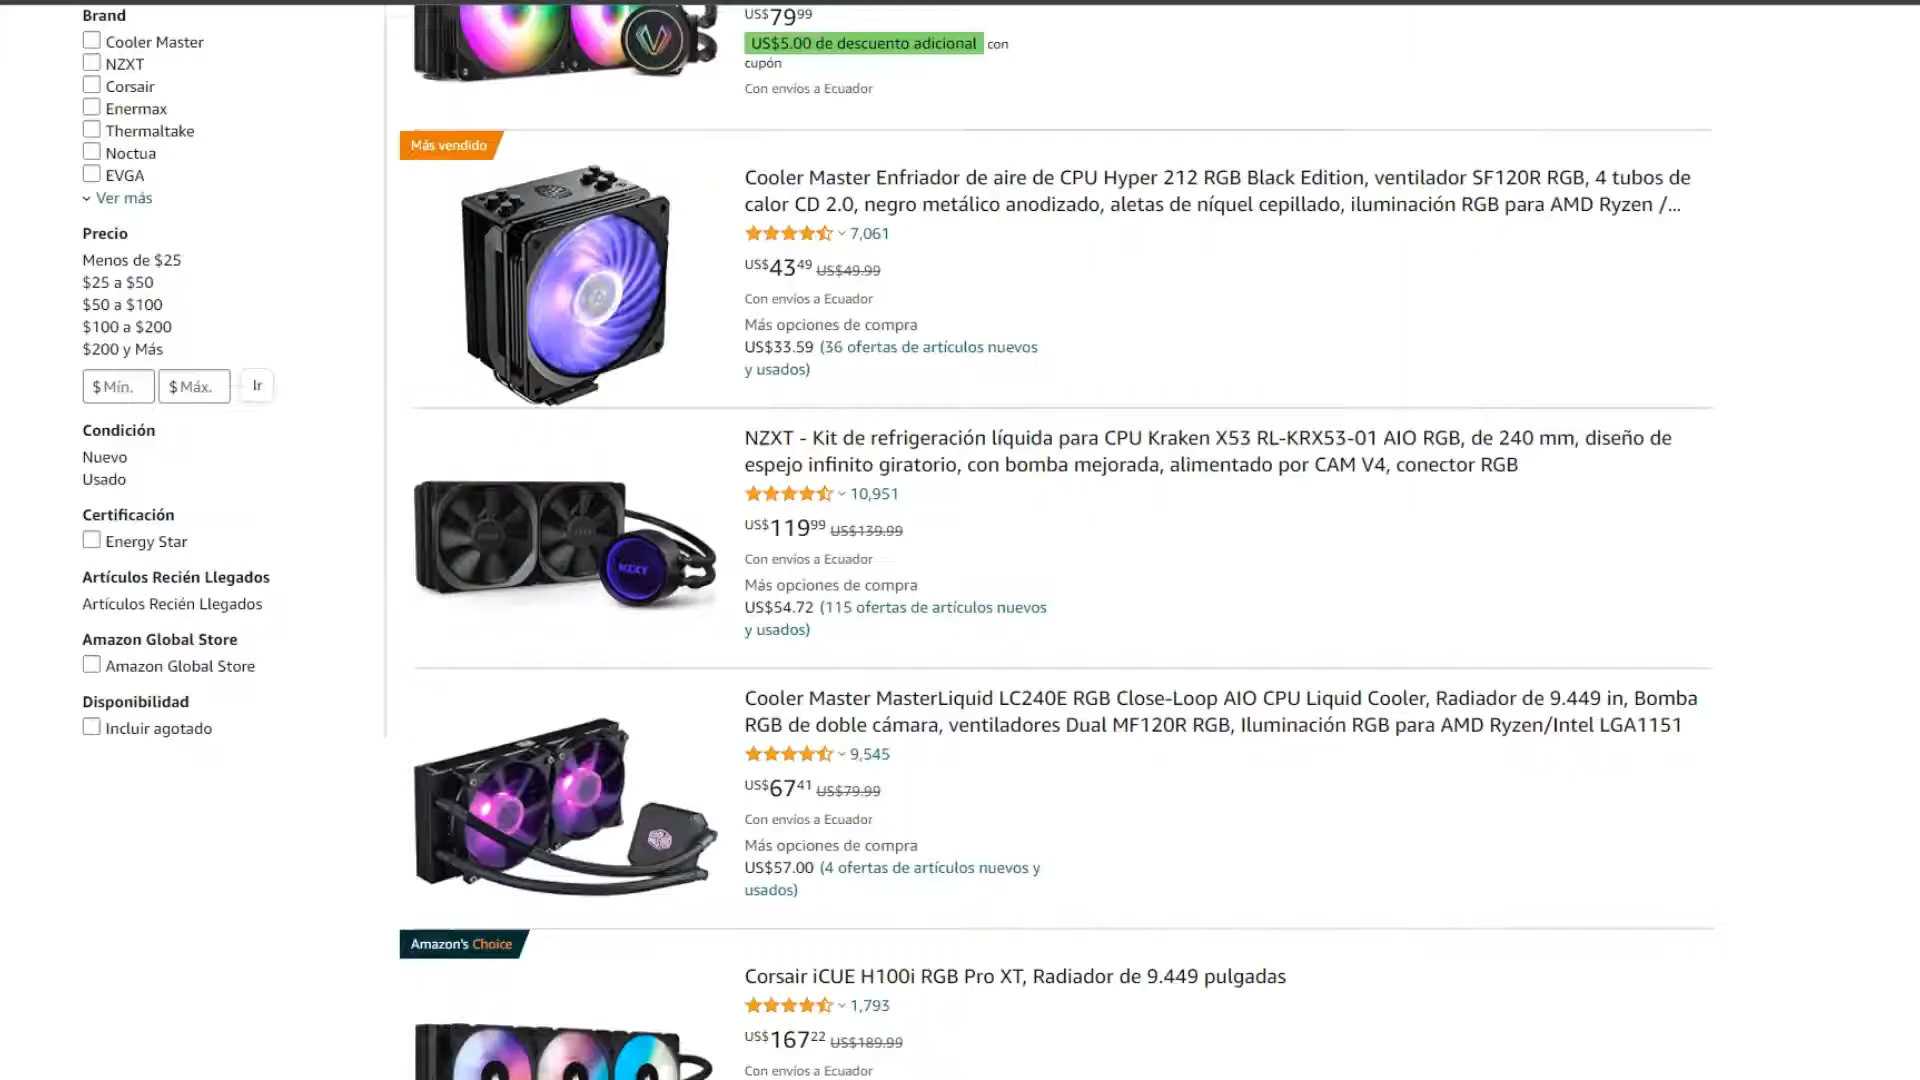 Brand
Cooler Master
NZXT
Corsair
Enermax
Thermaltake
Noctua
EVGA
Ver más
Precio
Menos de $25
$25 a $50
$50 a $100
$100 a $200
$200 y Más
$ Mín.
$ Máx.
Ir
Condición
Nuevo
Usado
Certificación
Energy Star
Artículos Recién Llegados
Artículos Recién Llegados
Amazon Global Store
Amazon Global Store
Disponibilidad
Incluir agotado
US$79⁹⁹
US$5.00 de descuento adicional con
cupón
Con envíos a Ecuador
Más vendido
Cooler Master Enfriador de aire de CPU Hyper 212 RGB Black Edition, ventilador SF120R RGB, 4 tubos de
calor CD 2.0, negro metálico anodizado, aletas de níquel cepillado, iluminación RGB para AMD Ryzen /...
7,061
US$43⁴⁹ US$49.99
Con envíos a Ecuador
Más opciones de compra
US$33.59 (36 ofertas de artículos nuevos
y usados)
NZXT
NZXT - Kit de refrigeración líquida para CPU Kraken X53 RL-KRX53-01 AIO RGB, de 240 mm, diseño de
espejo infinito giratorio, con bomba mejorada, alimentado por CAM V4, conector RGB
10,951
US$119⁹⁹ US$139.99
Con envíos a Ecuador
Más opciones de compra
US$54.72 (115 ofertas de artículos nuevos
y usados)
Cooler Master MasterLiquid LC240E RGB Close-Loop AIO CPU Liquid Cooler, Radiador de 9.449 in, Bomba
RGB de doble cámara, ventiladores Dual MF120R RGB, Iluminación RGB para AMD Ryzen/Intel LGA1151
9,545
US$67⁴¹ US$79.99
Con envíos a Ecuador
Más opciones de compra
US$57.00 (4 ofertas de artículos nuevos y
usados)
Amazon's Choice
Corsair iCUE H100i RGB Pro XT, Radiador de 9.449 pulgadas
1,793
US$167²² US$189.99
Con envíos a Ecuador